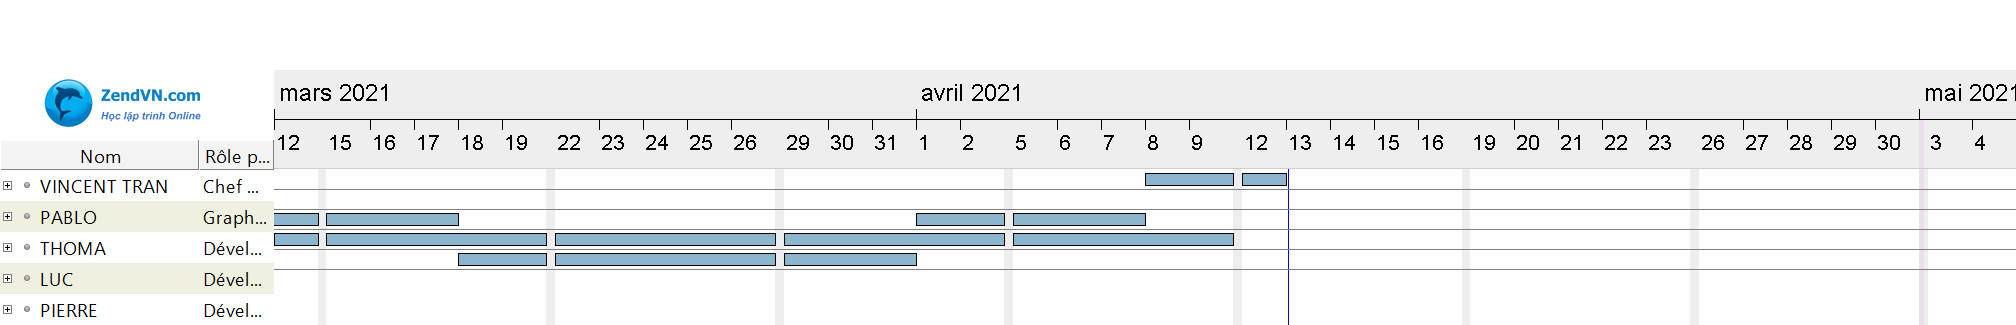 ZendVN.com
Học lập trình Online
mars 2021 avril 2021 mai 2021
12 15 16 17 18 19 22 23 24 25 26 29 30 31 1 2 5 6 7 8 9 12 13 14 15 16 19 20 21 22 23 26 27 28 29 30 3 4
Nom Rôle p...
VINCENT TRAN Chef ...
PABLO Graph...
THOMA Dével...
LUC Dével...
PIERRE Dével...